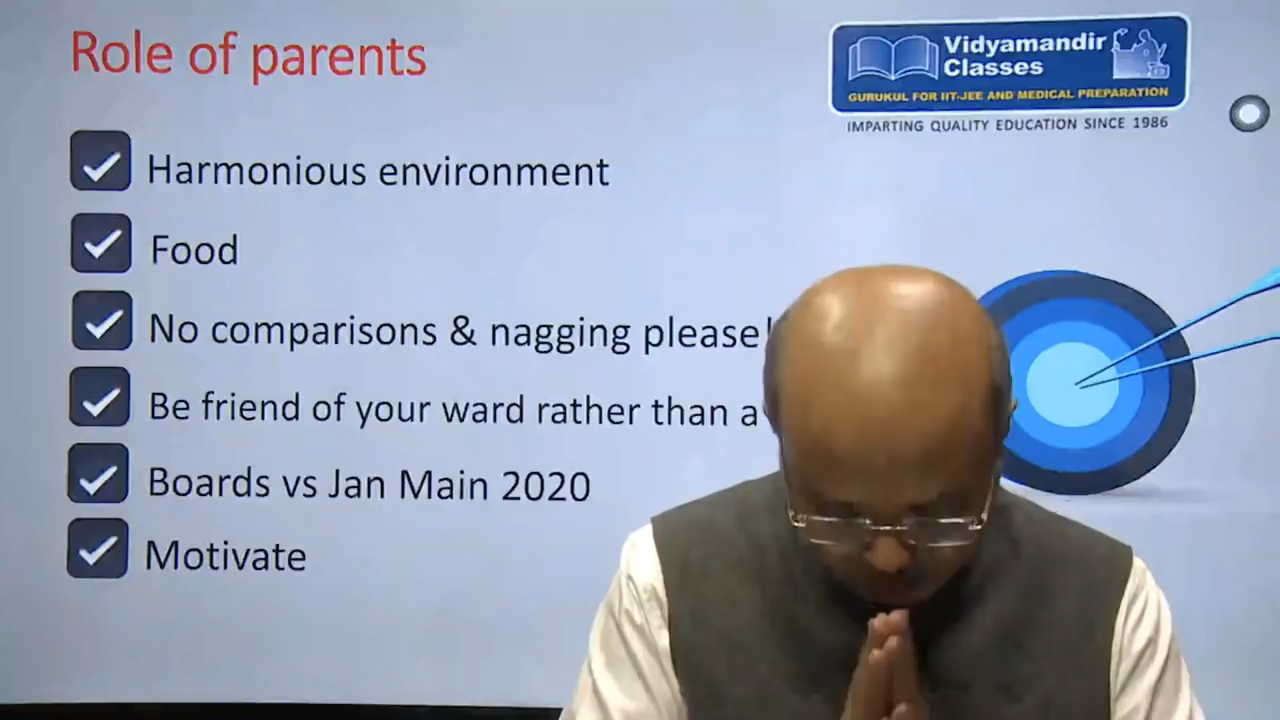 Role of parents
Vidyamandir
Classes
GURUKUL FOR IIT-JEE AND MEDICAL PREPARATION
IMPARTING QUALITY EDUCATION SINCE 1986
Harmonious environment
Food
No comparisons & nagging please!
Be friend of your ward rather than a
Boards vs Jan Main 2020
Motivate